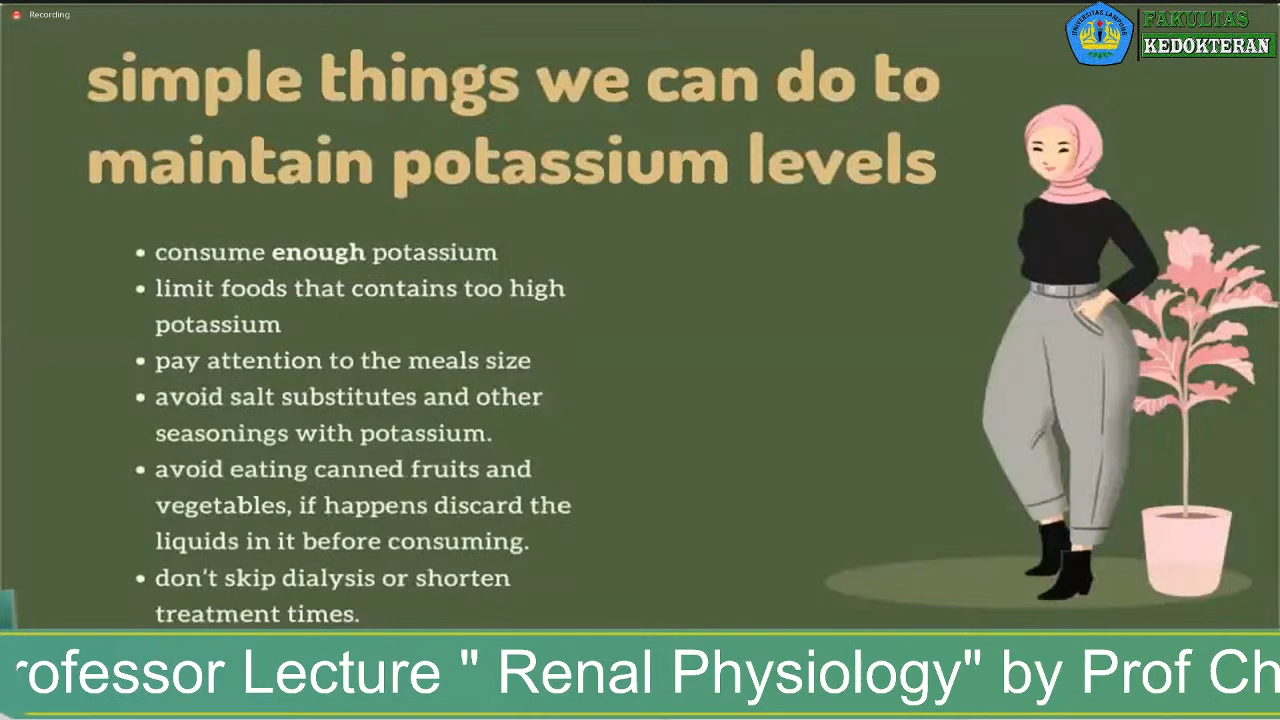 Recording
UNIVERSITAS LAMPUNG
FAKULTAS
KEDOKTERAN
simple things we can do to
maintain potassium levels
• consume enough potassium
• limit foods that contains too high
potassium
• pay attention to the meals size
• avoid salt substitutes and other
seasonings with potassium.
• avoid eating canned fruits and
vegetables, if happens discard the
liquids in it before consuming.
• don't skip dialysis or shorten
treatment times.
rofessor Lecture " Renal Physiology" by Prof Ch